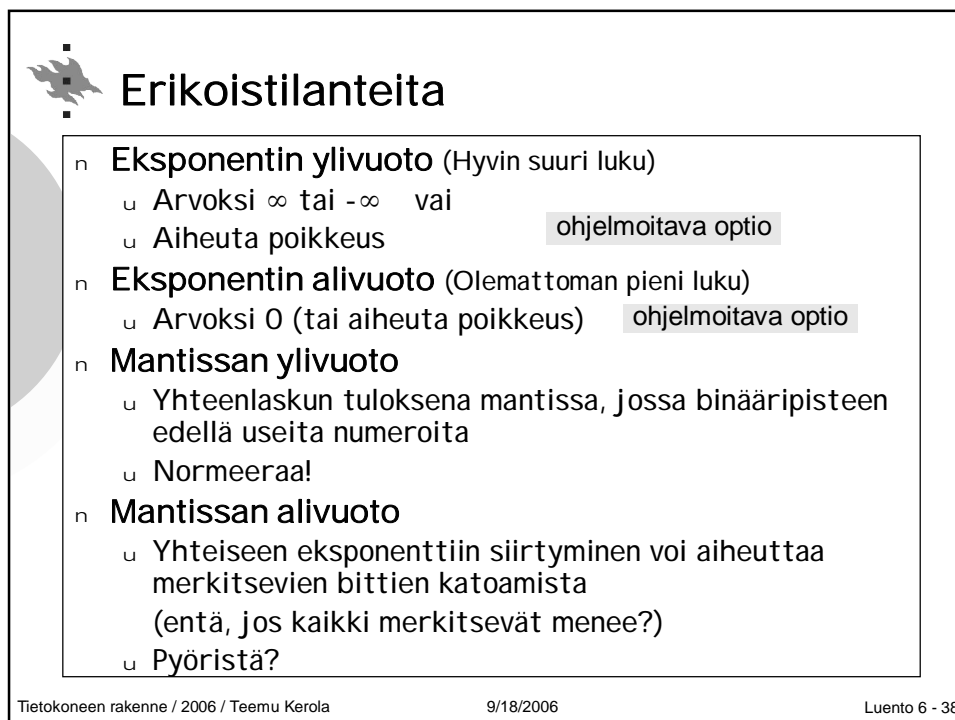 Erikoistilanteita
n Eksponentin ylivuoto (Hyvin suuri luku)
u Arvoksi ∞ tai -∞ vai
u Aiheuta poikkeus ohjelmoitava optio
n Eksponentin alivuoto (Olemattoman pieni luku)
u Arvoksi 0 (tai aiheuta poikkeus) ohjelmoitava optio
n Mantissan ylivuoto
u Yhteenlaskun tuloksena mantissa, jossa binääripisteen
edellä useita numeroita
u Normeeraa!
n Mantissan alivuoto
u Yhteiseen eksponenttiin siirtyminen voi aiheuttaa
merkitsevien bittien katoamista
(entä, jos kaikki merkitsevät menee?)
u Pyöristä?
Tietokoneen rakenne / 2006 / Teemu Kerola 9/18/2006 Luento 6 - 38